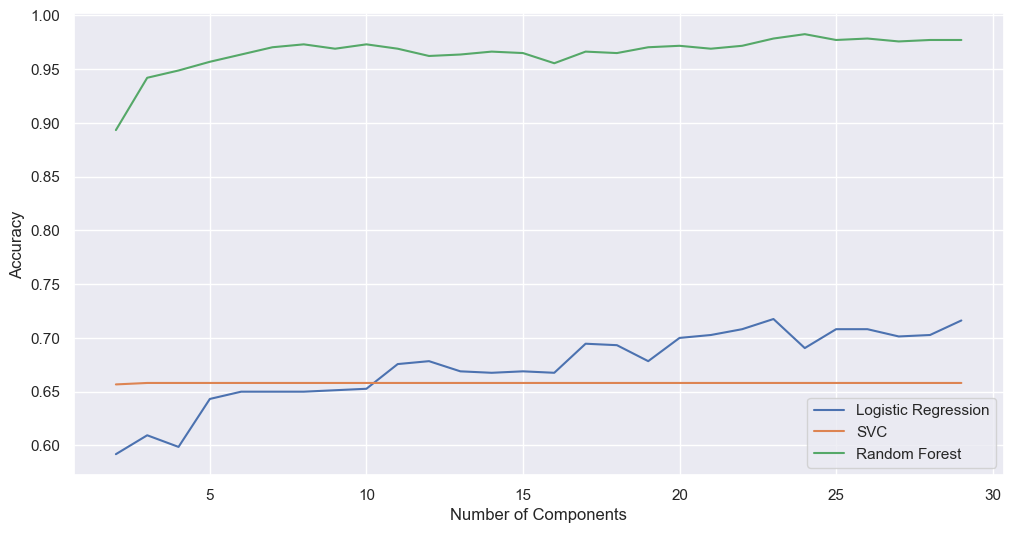 1.00
0.95
0.90
0.85
0.80
0.75
0.70
0.65
0.60
Accuracy
5 10 15 20 25 30
Number of Components
Logistic Regression
SVC
Random Forest